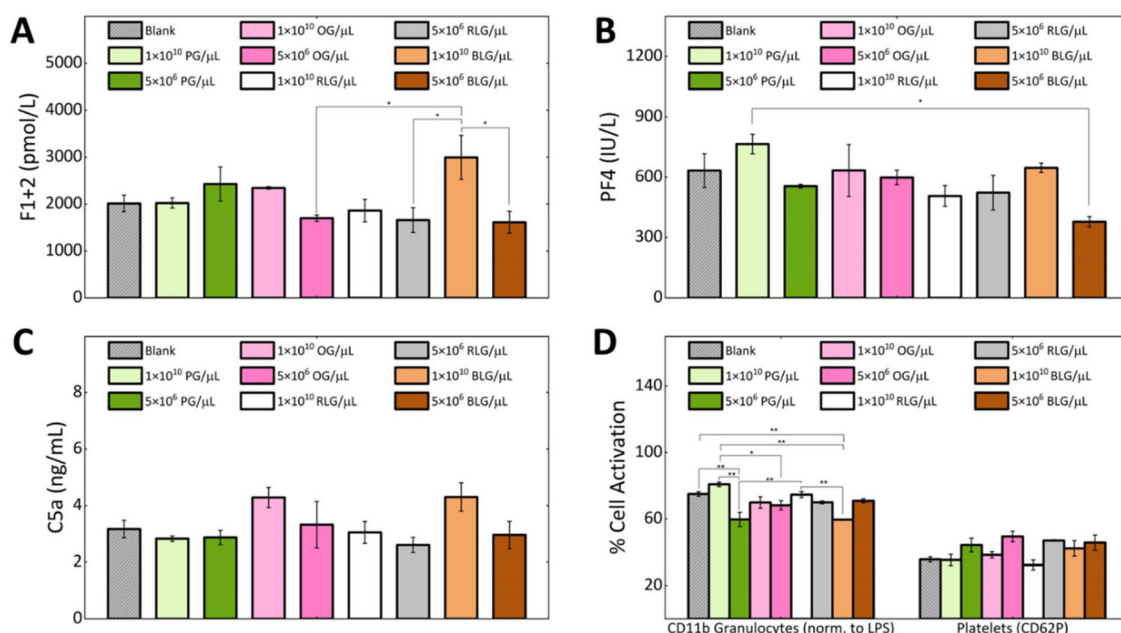 A
Blank
1×10¹⁰ OG/µL
5×10⁶ RLG/µL
1×10¹⁰ PG/µL
5×10⁶ OG/µL
1×10¹⁰ BLG/µL
5×10⁶ PG/µL
1×10¹⁰ RLG/µL
5×10⁶ BLG/µL
F1+2 (pmol/L)
5000
4000
3000
2000
1000
0
*
*
*
B
Blank
1×10¹⁰ OG/µL
5×10⁶ RLG/µL
1×10¹⁰ PG/µL
5×10⁶ OG/µL
1×10¹⁰ BLG/µL
5×10⁶ PG/µL
1×10¹⁰ RLG/µL
5×10⁶ BLG/µL
PF4 (IU/L)
1200
900
600
300
0
*
C
Blank
1×10¹⁰ OG/µL
5×10⁶ RLG/µL
1×10¹⁰ PG/µL
5×10⁶ OG/µL
1×10¹⁰ BLG/µL
5×10⁶ PG/µL
1×10¹⁰ RLG/µL
5×10⁶ BLG/µL
C5a (ng/mL)
8
6
4
2
0
D
Blank
1×10¹⁰ OG/µL
5×10⁶ RLG/µL
1×10¹⁰ PG/µL
5×10⁶ OG/µL
1×10¹⁰ BLG/µL
5×10⁶ PG/µL
1×10¹⁰ RLG/µL
5×10⁶ BLG/µL
% Cell Activation
140
100
60
20
**
**
*
**
**
**
**
CD11b Granulocytes (norm. to LPS)
Platelets (CD62P)